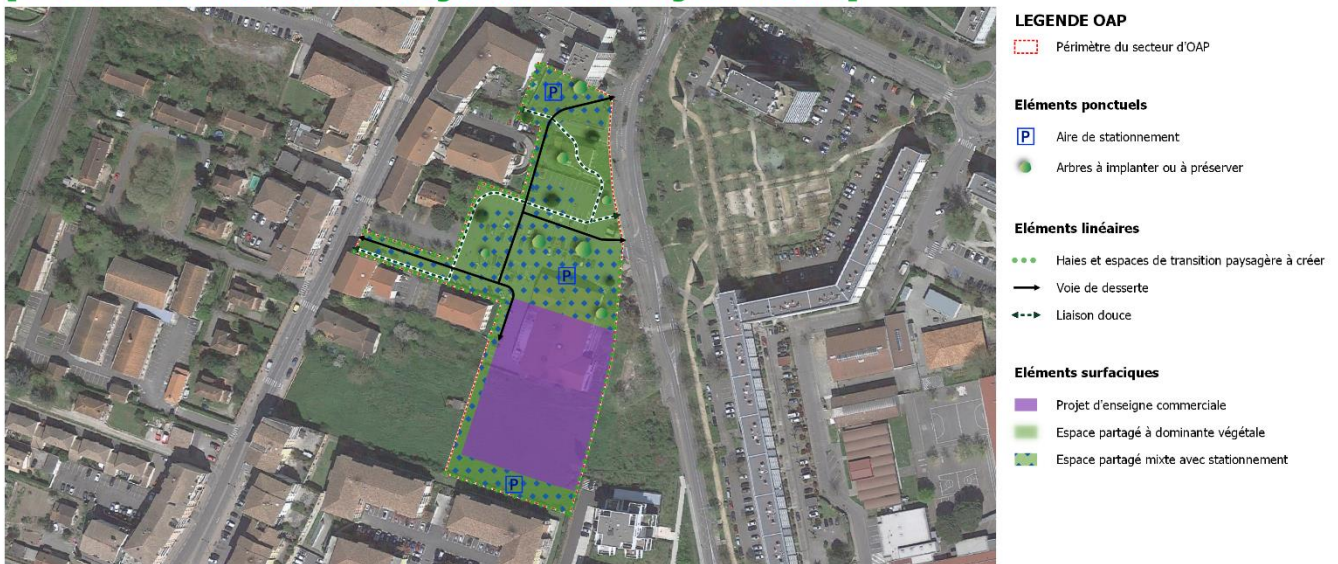 LEGENDE OAP
Périmètre du secteur d'OAP
Eléments ponctuels
P Aire de stationnement
Arbres à implanter ou à préserver
Eléments linéaires
Haies et espaces de transition paysagère à créer
Voie de desserte
Liaison douce
Eléments surfaciques
Projet d'enseigne commerciale
Espace partagé à dominante végétale
Espace partagé mixte avec stationnement
P
P
P